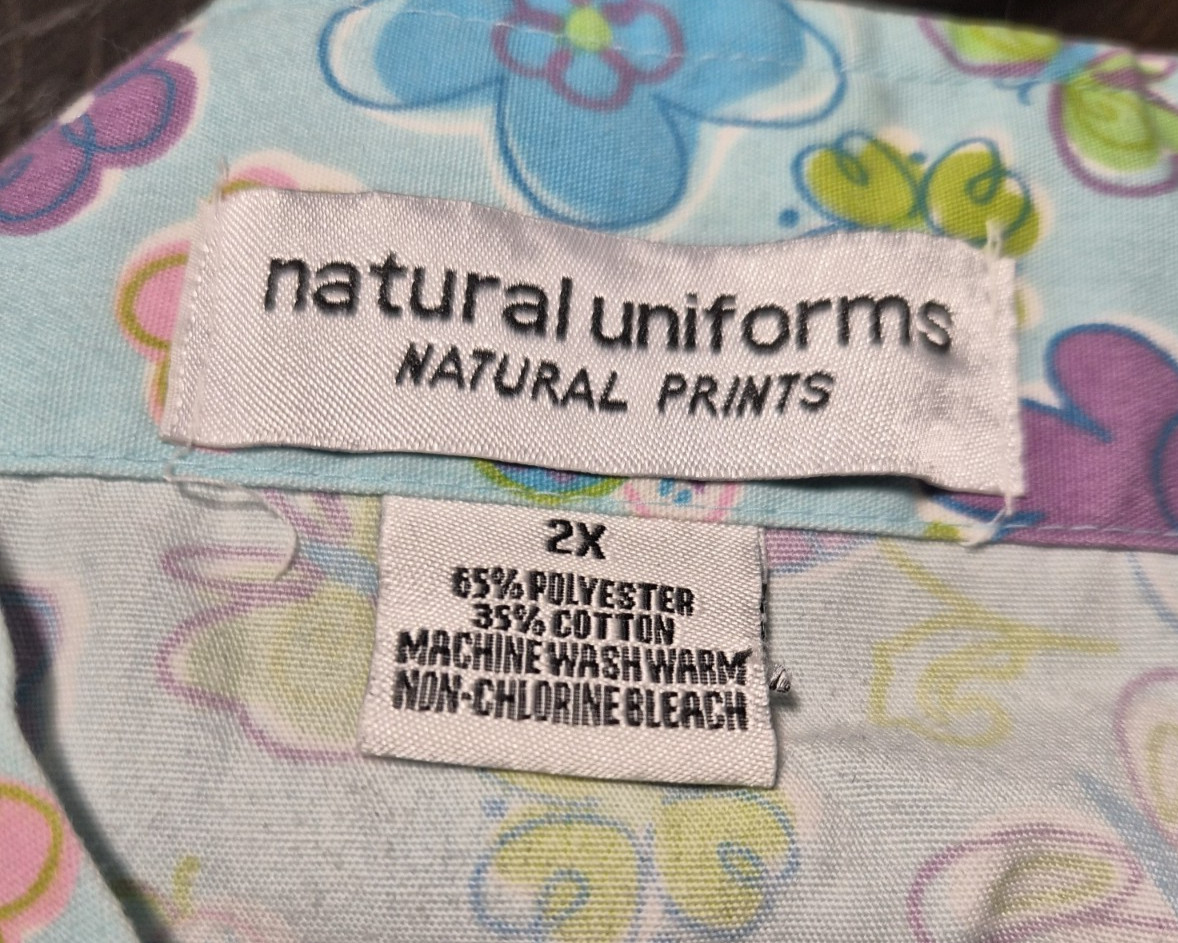 natural uniforms
NATURAL PRINTS
2X
65% POLYESTER
35% COTTON
MACHINE WASH WARM
NON-CHLORINE BLEACH